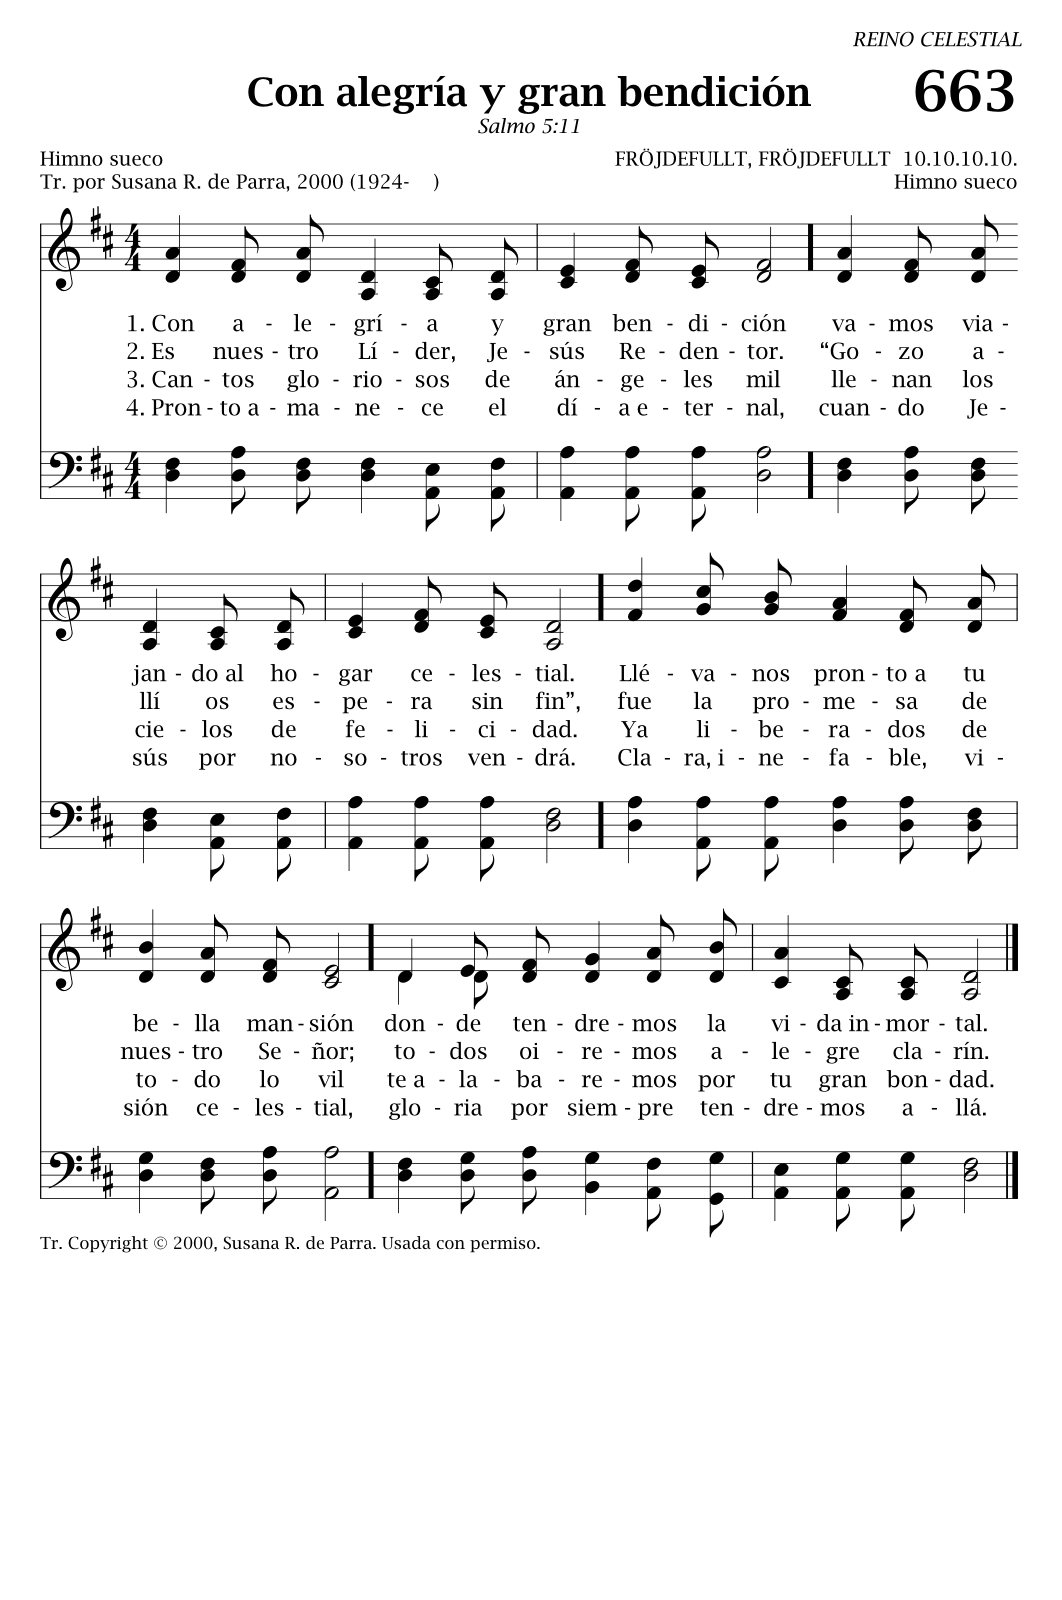 REINO CELESTIAL
Con alegría y gran bendición 663
Salmo 5:11
Himno sueco FRÖJDEFULLT, FRÖJDEFULLT 10.10.10.10.
Tr. por Susana R. de Parra, 2000 (1924- ) Himno sueco
1. Con a - le - grí - a y gran ben - di - ción va - mos via -
2. Es nues - tro Lí - der, Je - sús Re - den - tor. “Go - zo a -
3. Can - tos glo - rio - sos de án - ge - les mil lle - nan los
4. Pron - to a - ma - ne - ce el dí - a e - ter - nal, cuan - do Je -
jan - do al ho - gar ce - les - tial. Llé - va - nos pron - to a tu
llí os es - pe - ra sin fin”, fue la pro - me - sa de
cie - los de fe - li - ci - dad. Ya li - be - ra - dos de
sús por no - so - tros ven - drá. Cla - ra, i - ne - fa - ble, vi -
be - lla man - sión don - de ten - dre - mos la vi - da in - mor - tal.
nues - tro Se - ñor; to - dos oi - re - mos a - le - gre cla - rín.
to - do lo vil te a - la - ba - re - mos por tu gran bon - dad.
sión ce - les - tial, glo - ria por siem - pre ten - dre - mos a - llá.
Tr. Copyright © 2000, Susana R. de Parra. Usada con permiso.